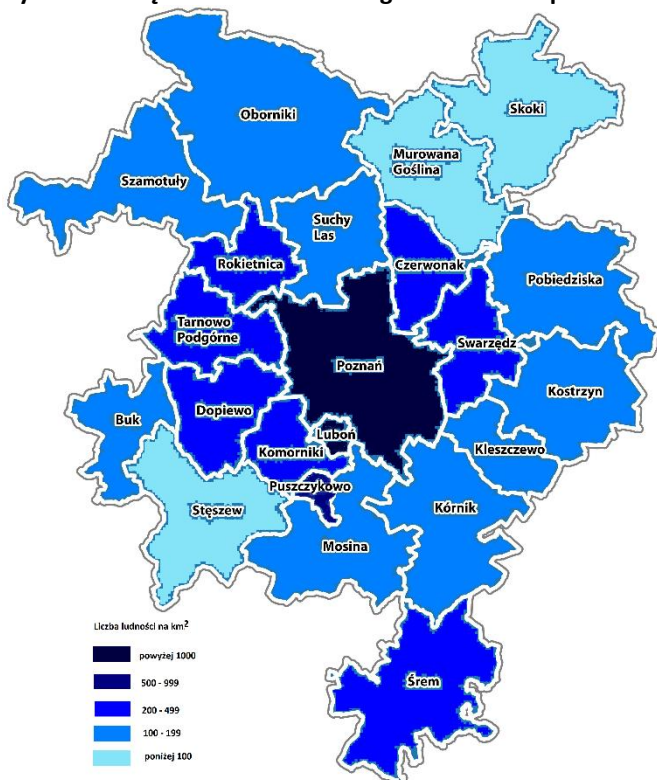 Oborniki
Skoki
Murowana
Goślina
Szamotuły
Suchy
Las
Rokietnica
Czerwonak
Pobiedziska
Tarnowo
Podgórne
Swarzędz
Poznań
Kostrzyn
Dopiewo
Buk
Luboń
Komorniki
Kleszczewo
Puszczykowo
Stęszew
Kórnik
Mosina
Śrem
Liczba ludności na km²
powyżej 1000
500 - 999
200 - 499
100 - 199
poniżej 100